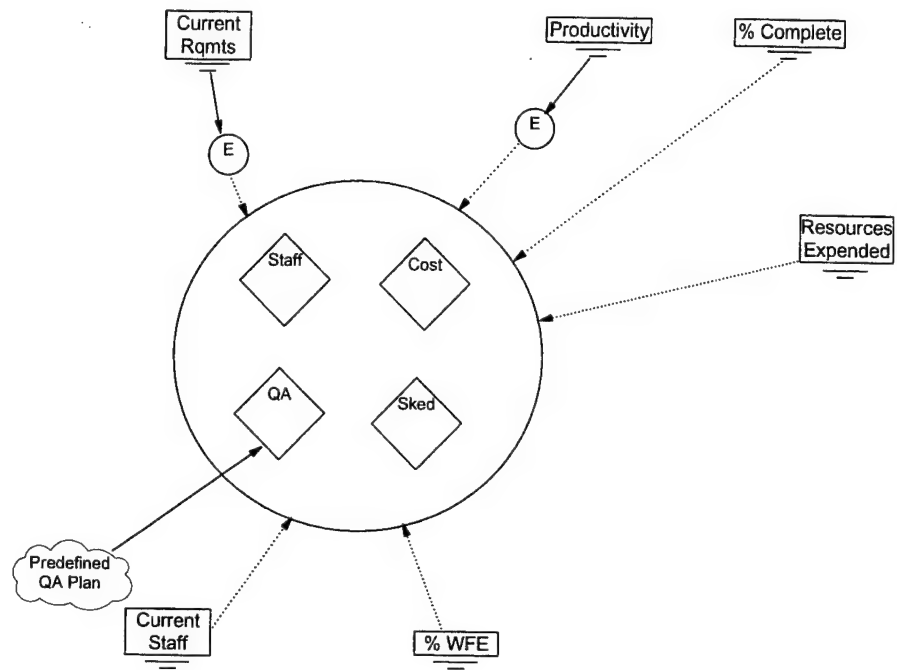 Current
Rqmts
Productivity
% Complete
E
E
Resources
Expended
Staff
Cost
QA
Sked
Predefined
QA Plan
Current
Staff
% WFE